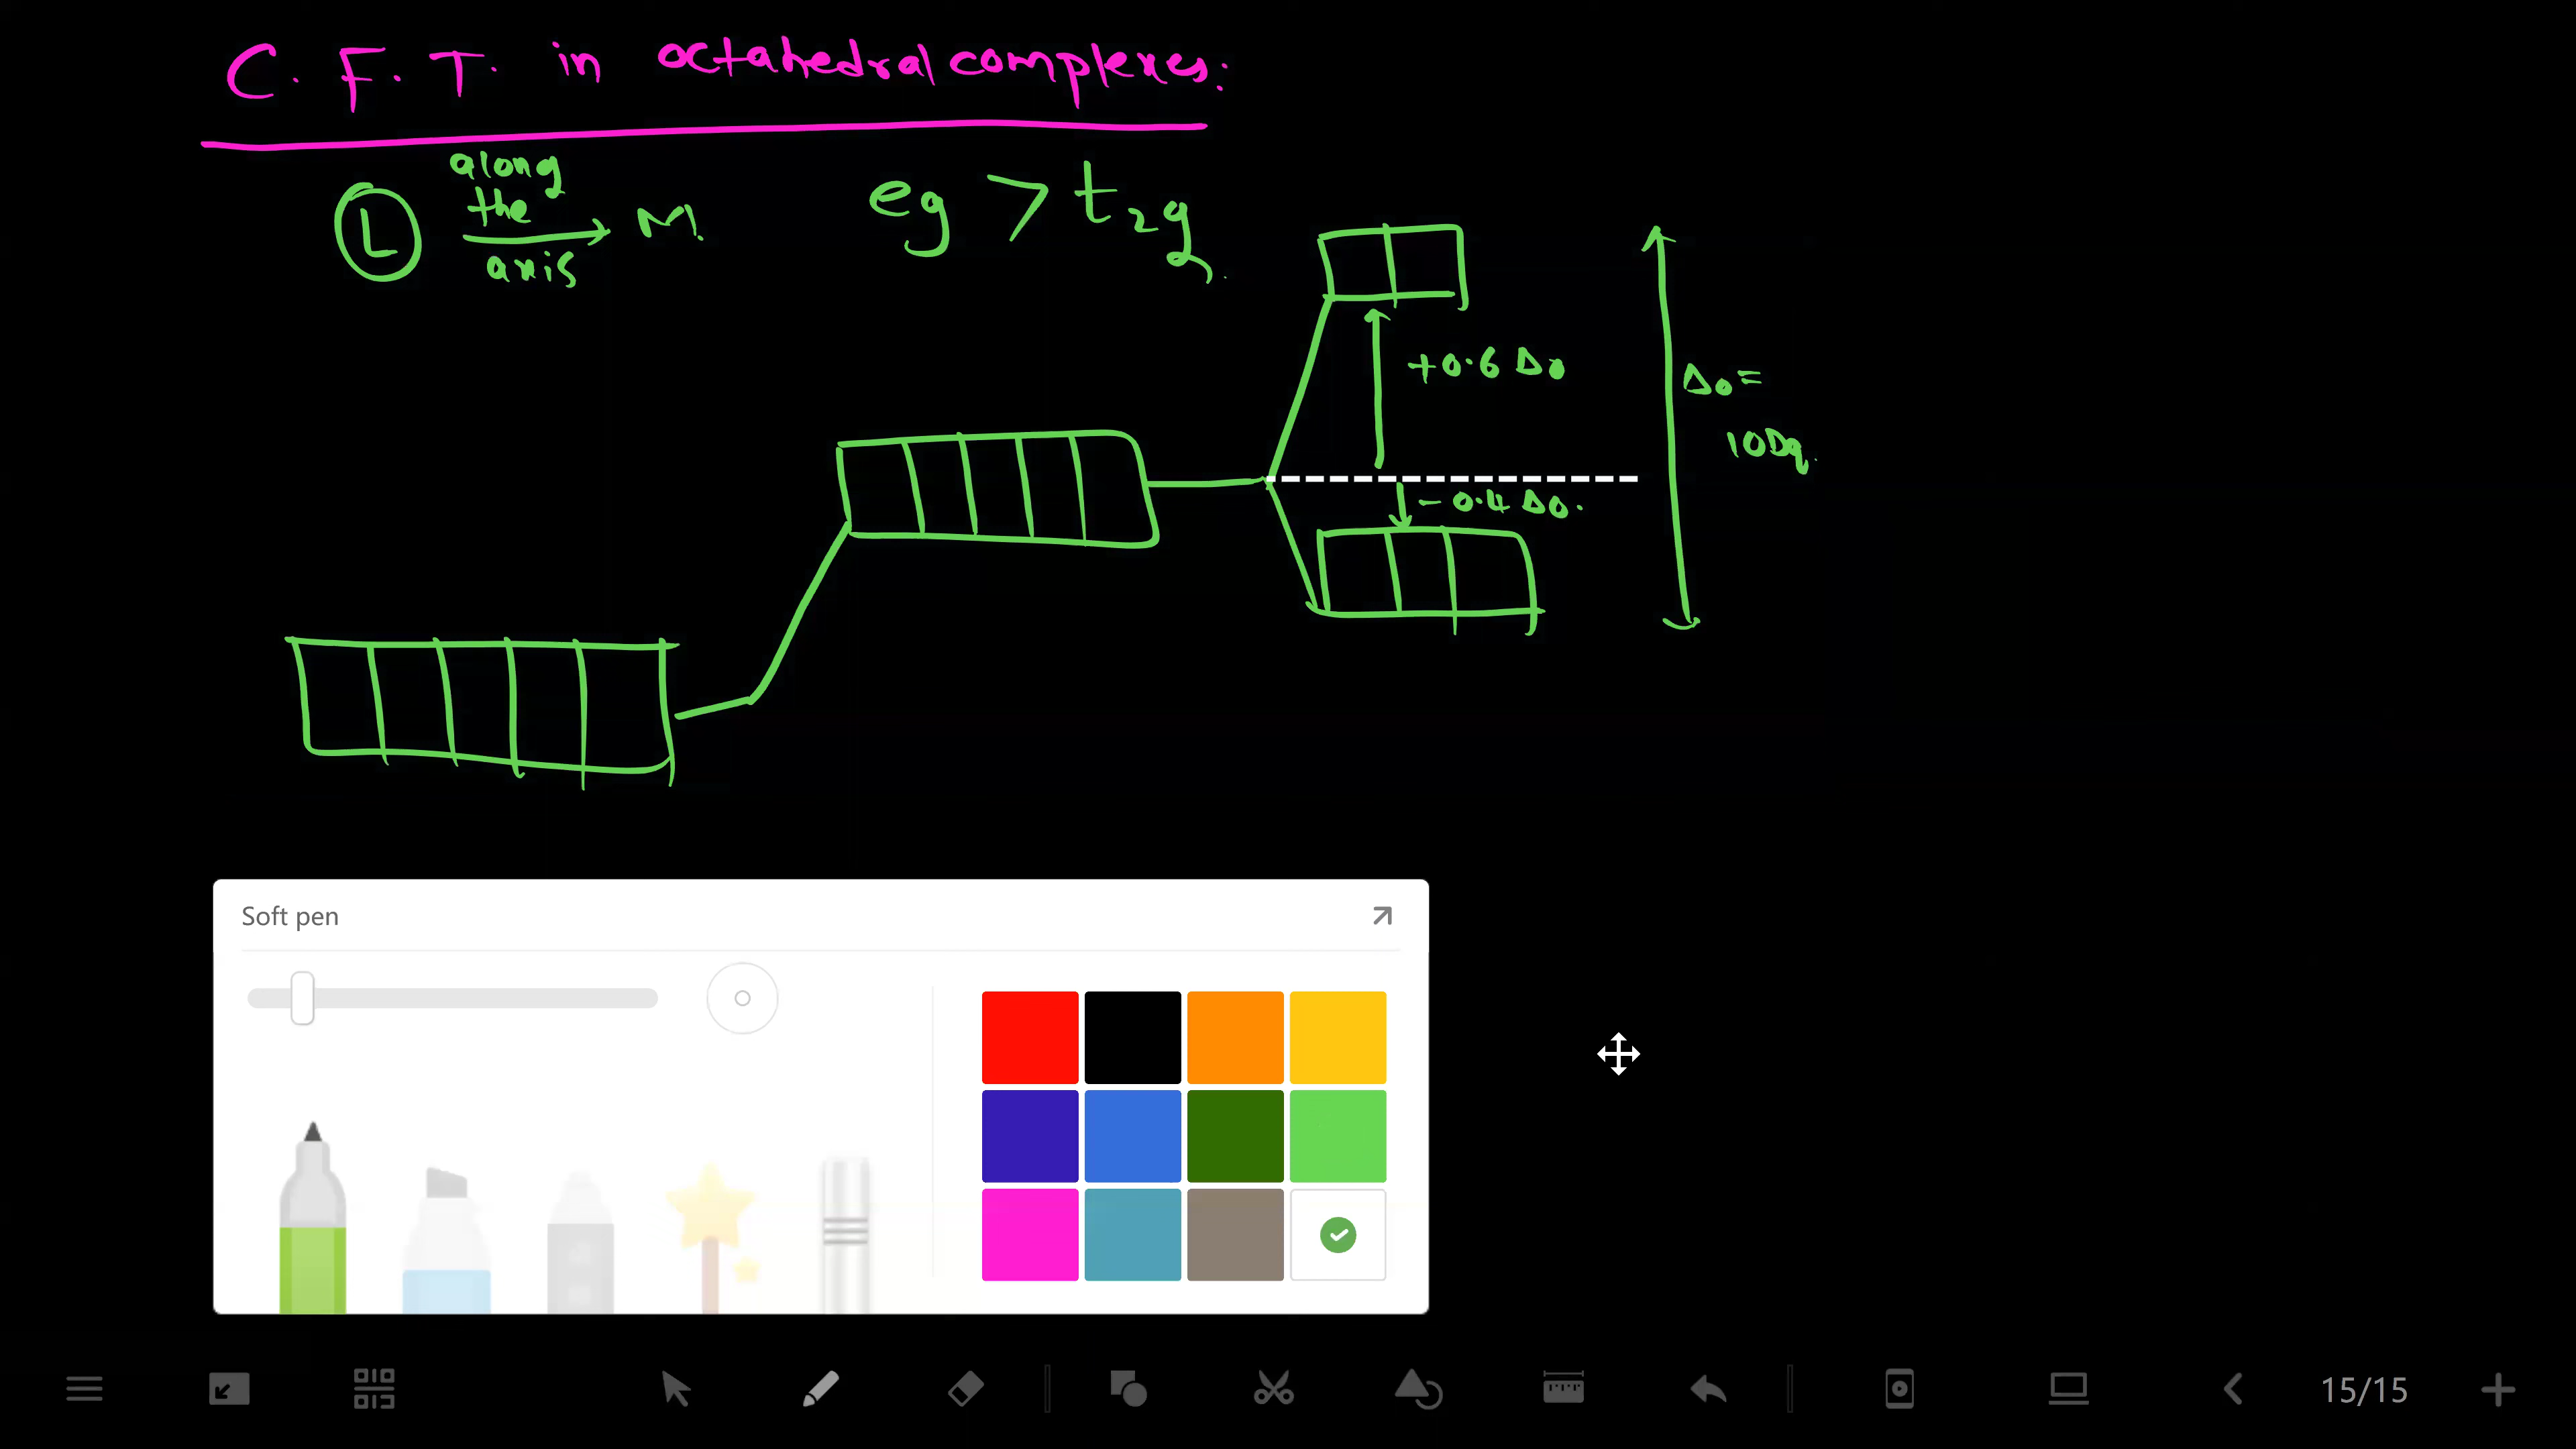 C. F. T. in octahedral complexes:
along
the
L → M.
axis
eg > t₂g.
+0.6 Δo
Δo =
10Dq.
- 0.4 Δo.
Soft pen
15/15